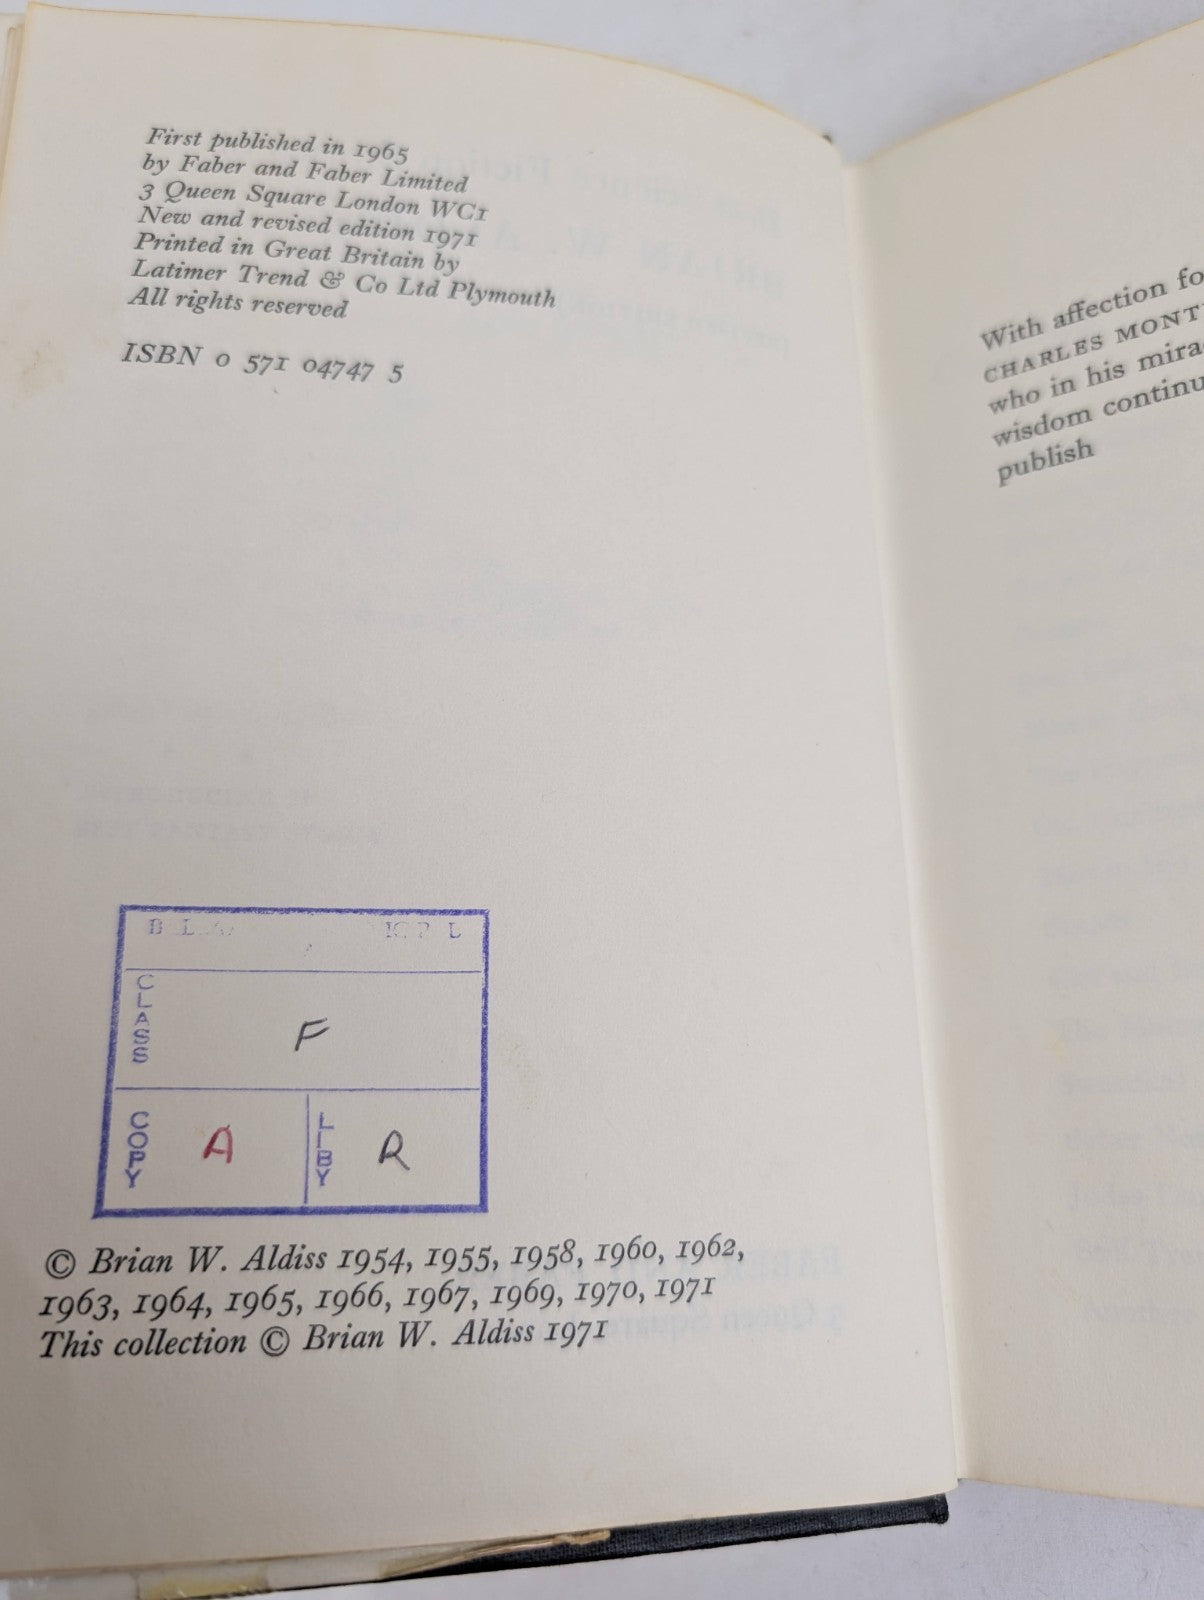 First published in 1965
by Faber and Faber Limited
3 Queen Square London WC1
New and revised edition 1971
Printed in Great Britain by
Latimer Trend & Co Ltd Plymouth
All rights reserved
ISBN 0 571 04747 5
CLASS
F
COPY
A
LIBY
R
© Brian W. Aldiss 1954, 1955, 1958, 1960, 1962,
1963, 1964, 1965, 1966, 1967, 1969, 1970, 1971
This collection © Brian W. Aldiss 1971
With affection fo
CHARLES MONT
who in his mira
wisdom continu
publish